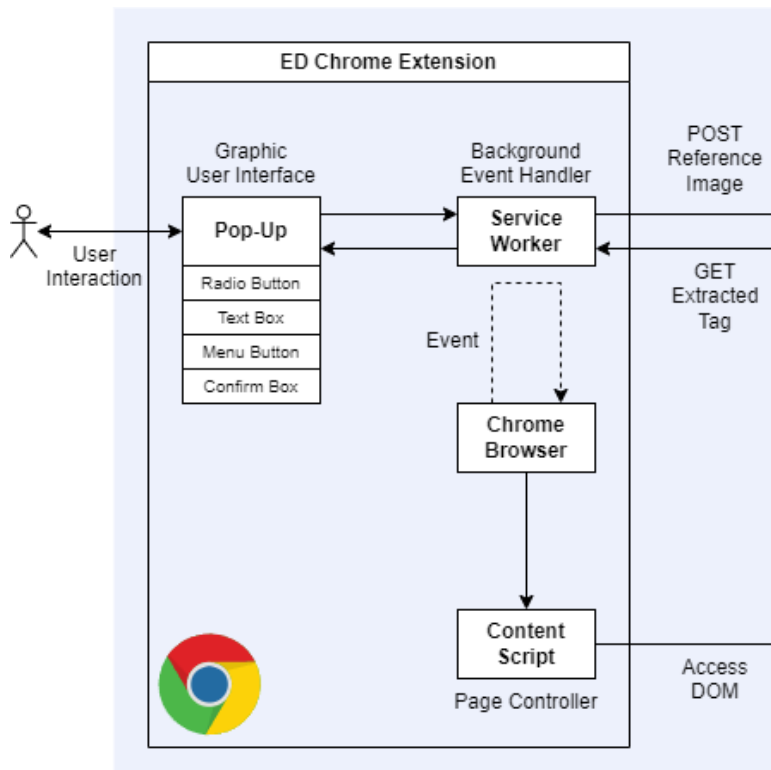 ED Chrome Extension
Graphic
User Interface
Background
Event Handler
POST
Reference
Image
Pop-Up
Service
Worker
User
Interaction
Radio Button
Text Box
Menu Button
Confirm Box
GET
Extracted
Tag
Event
Chrome
Browser
Content
Script
Page Controller
Access
DOM